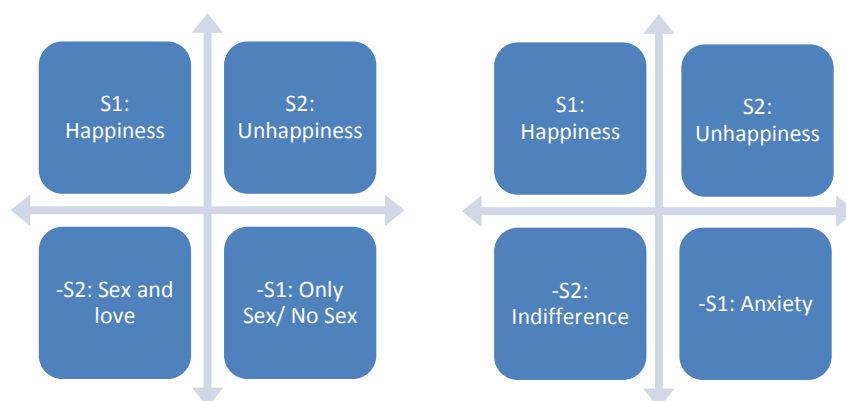 S1:
Happiness
S2:
Unhappiness
-S2: Sex and
love
-S1: Only
Sex/ No Sex
S1:
Happiness
S2:
Unhappiness
-S2:
Indifference
-S1: Anxiety